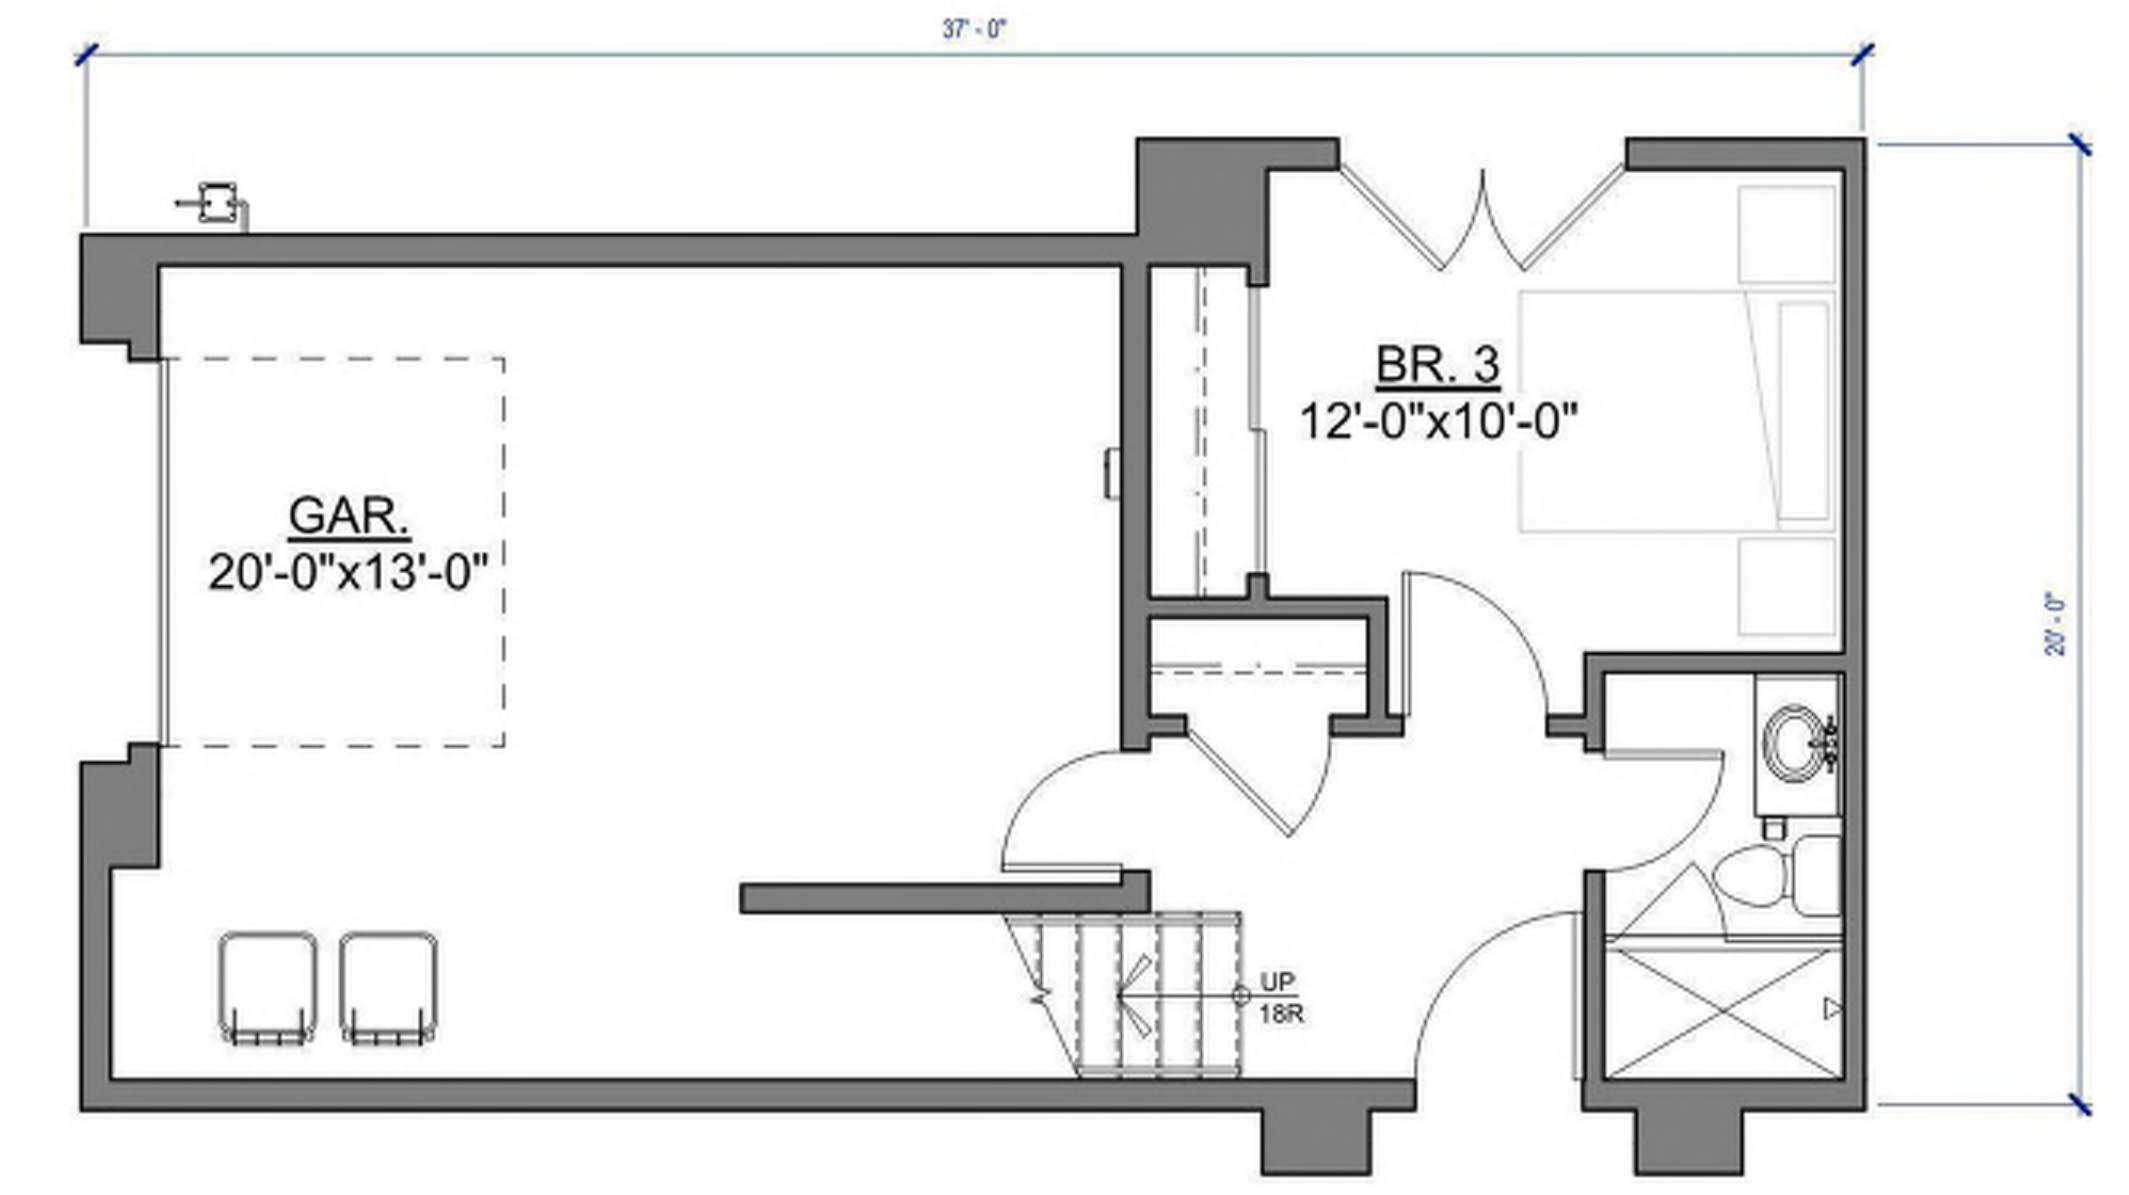 37' - 0"
BR. 3
12'-0"x10'-0"
GAR.
20'-0"x13'-0"
20' - 0"
UP
18R